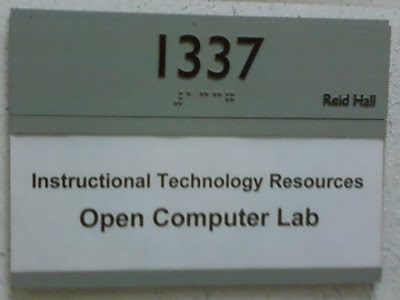 1337
Reid Hall
Instructional Technology Resources
Open Computer Lab